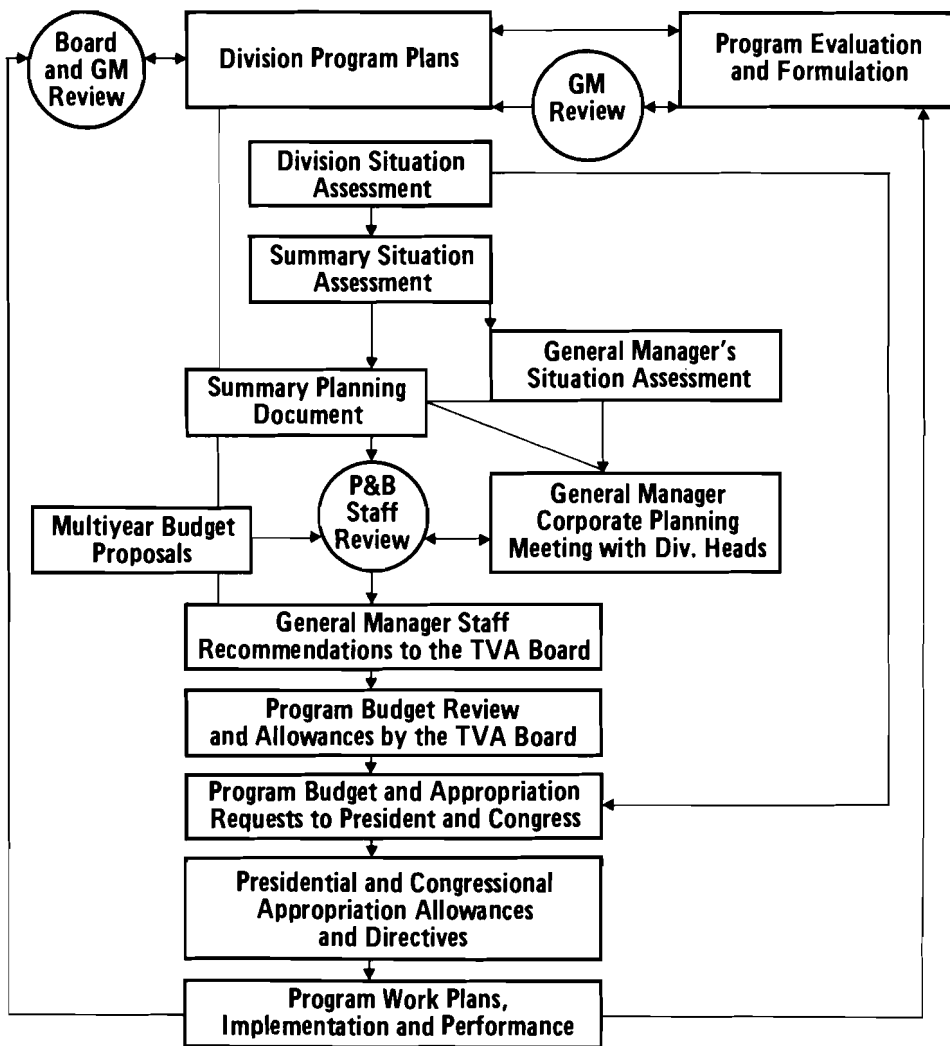 Board
and GM
Review
Division Program Plans
GM
Review
Program Evaluation
and Formulation
Division Situation
Assessment
Summary Situation
Assessment
General Manager's
Situation Assessment
Summary Planning
Document
P&B
Staff
Review
General Manager
Corporate Planning
Meeting with Div. Heads
Multiyear Budget
Proposals
General Manager Staff
Recommendations to the TVA Board
Program Budget Review
and Allowances by the TVA Board
Program Budget and Appropriation
Requests to President and Congress
Presidential and Congressional
Appropriation Allowances
and Directives
Program Work Plans,
Implementation and Performance